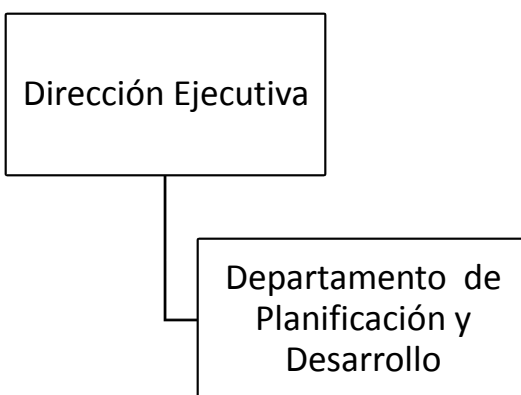 Dirección Ejecutiva
Departamento de
Planificación y
Desarrollo